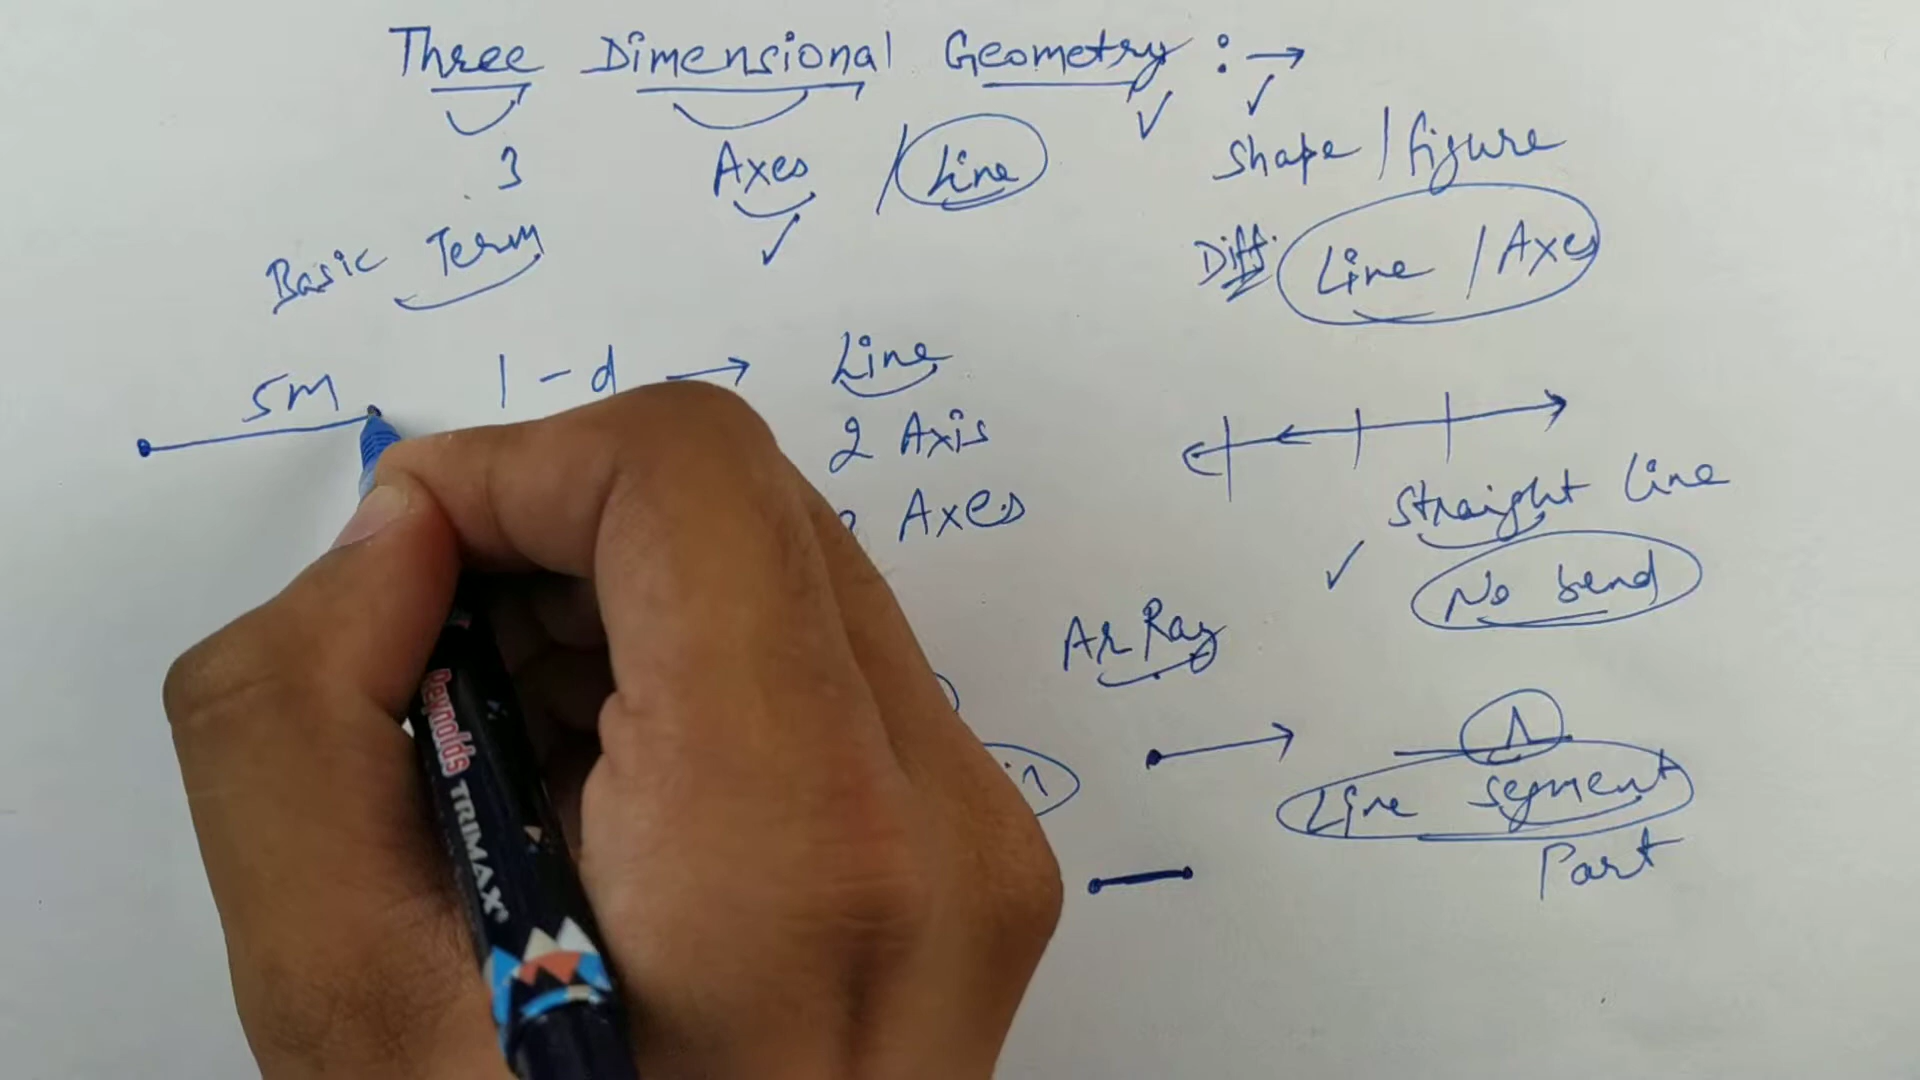 Three Dimensional Geometry :→
3 Axes / Line Shape / figure
Basic Term Diff. Line / Axes
5m 1-d → Line
2 Axis
Axes Straight Line
No bend
Ray
Line segment
Part
Reynolds TRIMAX